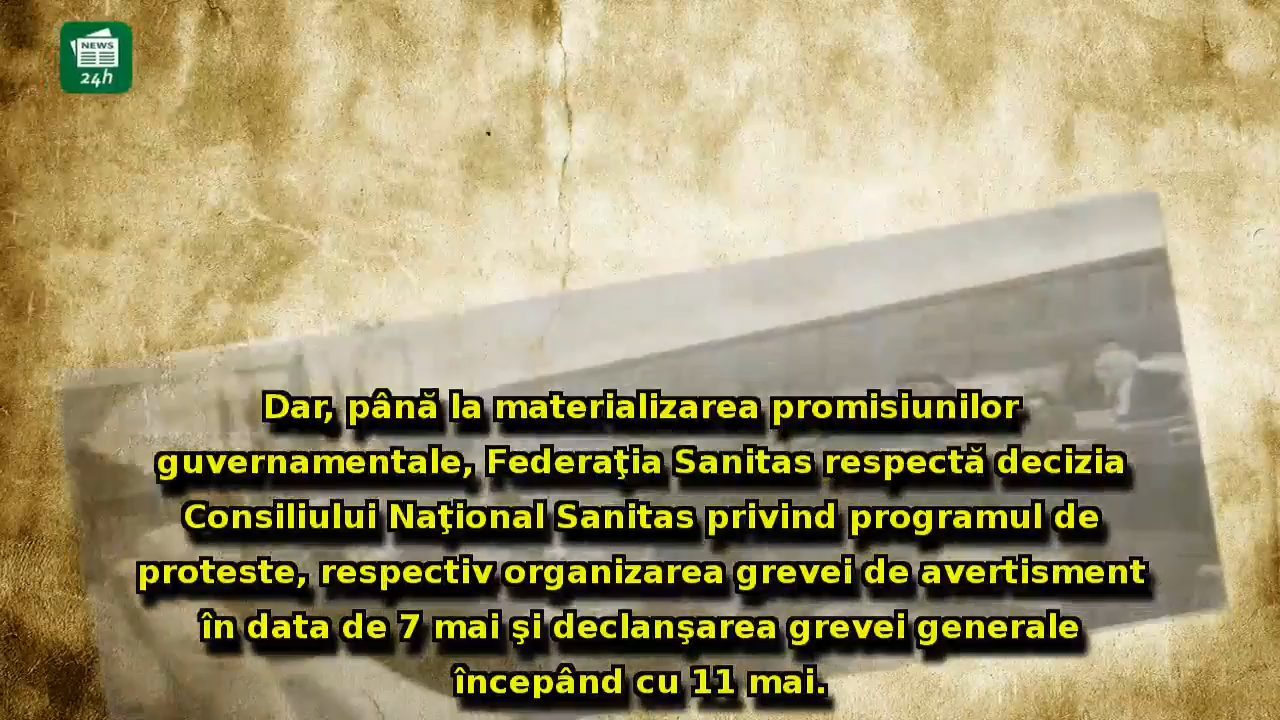 NEWS
24h
Dar, până la materializarea promisiunilor
guvernamentale, Federaţia Sanitas respectă decizia
Consiliului Naţional Sanitas privind programul de
proteste, respectiv organizarea grevei de avertisment
în data de 7 mai şi declanşarea grevei generale
începând cu 11 mai.